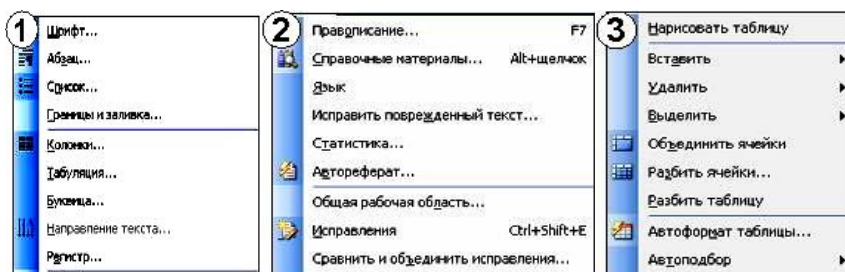 1
Шрифт...
Абзац...
Список...
Границы и заливка...
Колонки...
Табуляция...
Буквица...
Направление текста...
Регистр...
2
Правописание... F7
Справочные материалы... Alt+щелчок
Язык
Исправить поврежденный текст...
Статистика...
Автореферат...
Общая рабочая область...
Исправления Ctrl+Shift+E
Сравнить и объединить исправления...
3
Нарисовать таблицу
Вставить
Удалить
Выделить
Объединить ячейки
Разбить ячейки...
Разбить таблицу
Автоформат таблицы...
Автоподбор